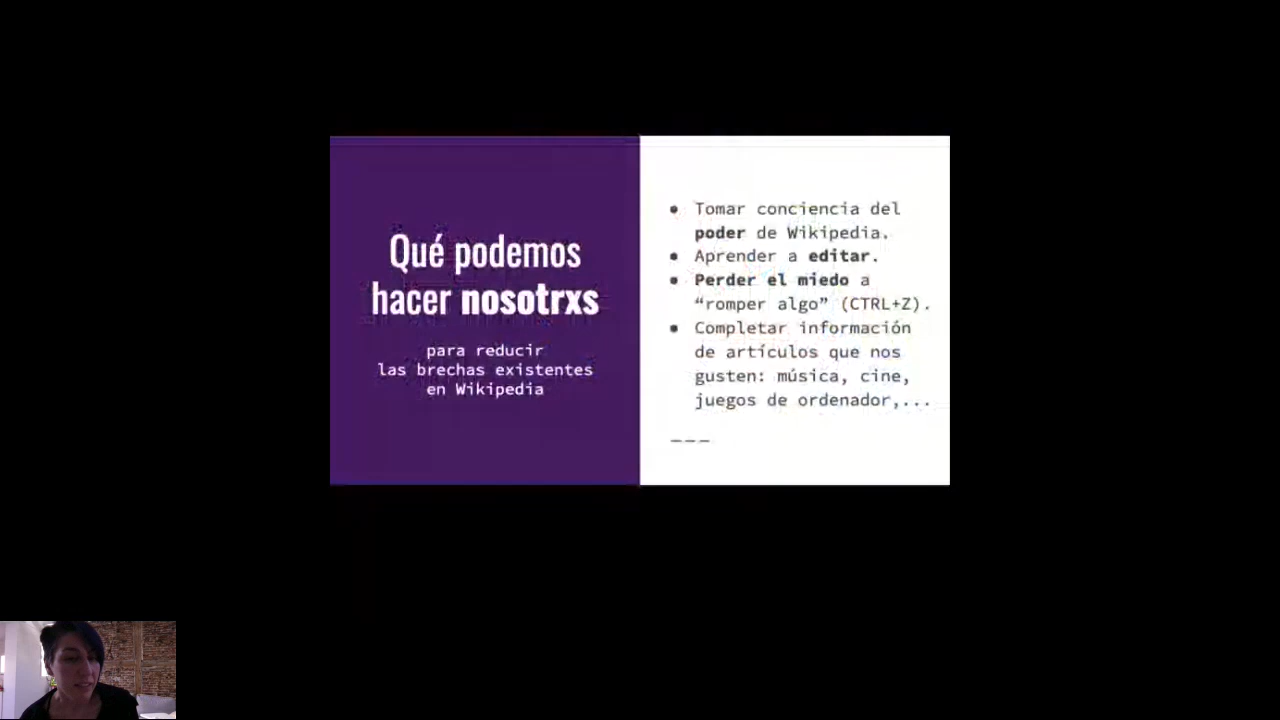 Qué podemos
hacer nosotrxs
para reducir
las brechas existentes
en Wikipedia
● Tomar conciencia del
poder de Wikipedia.
● Aprender a editar.
● Perder el miedo a
“romper algo” (CTRL+Z).
● Completar información
de artículos que nos
gusten: música, cine,
juegos de ordenador,...
---